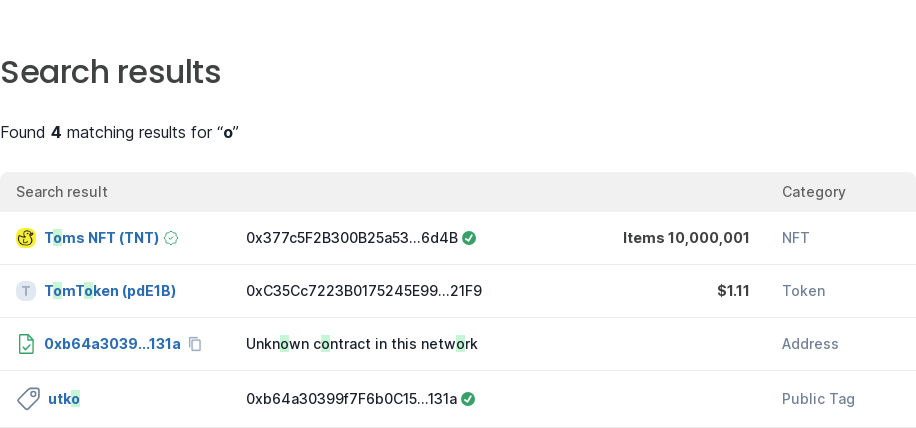 Search results
Found 4 matching results for “o”
Search result Category
Toms NFT (TNT) 0x377c5F2B300B25a53...6d4B Items 10,000,001 NFT
T TomToken (pdE1B) 0xC35Cc7223B0175245E99...21F9 $1.11 Token
0xb64a3039...131a Unknown contract in this network Address
utko 0xb64a30399f7F6b0C15...131a Public Tag